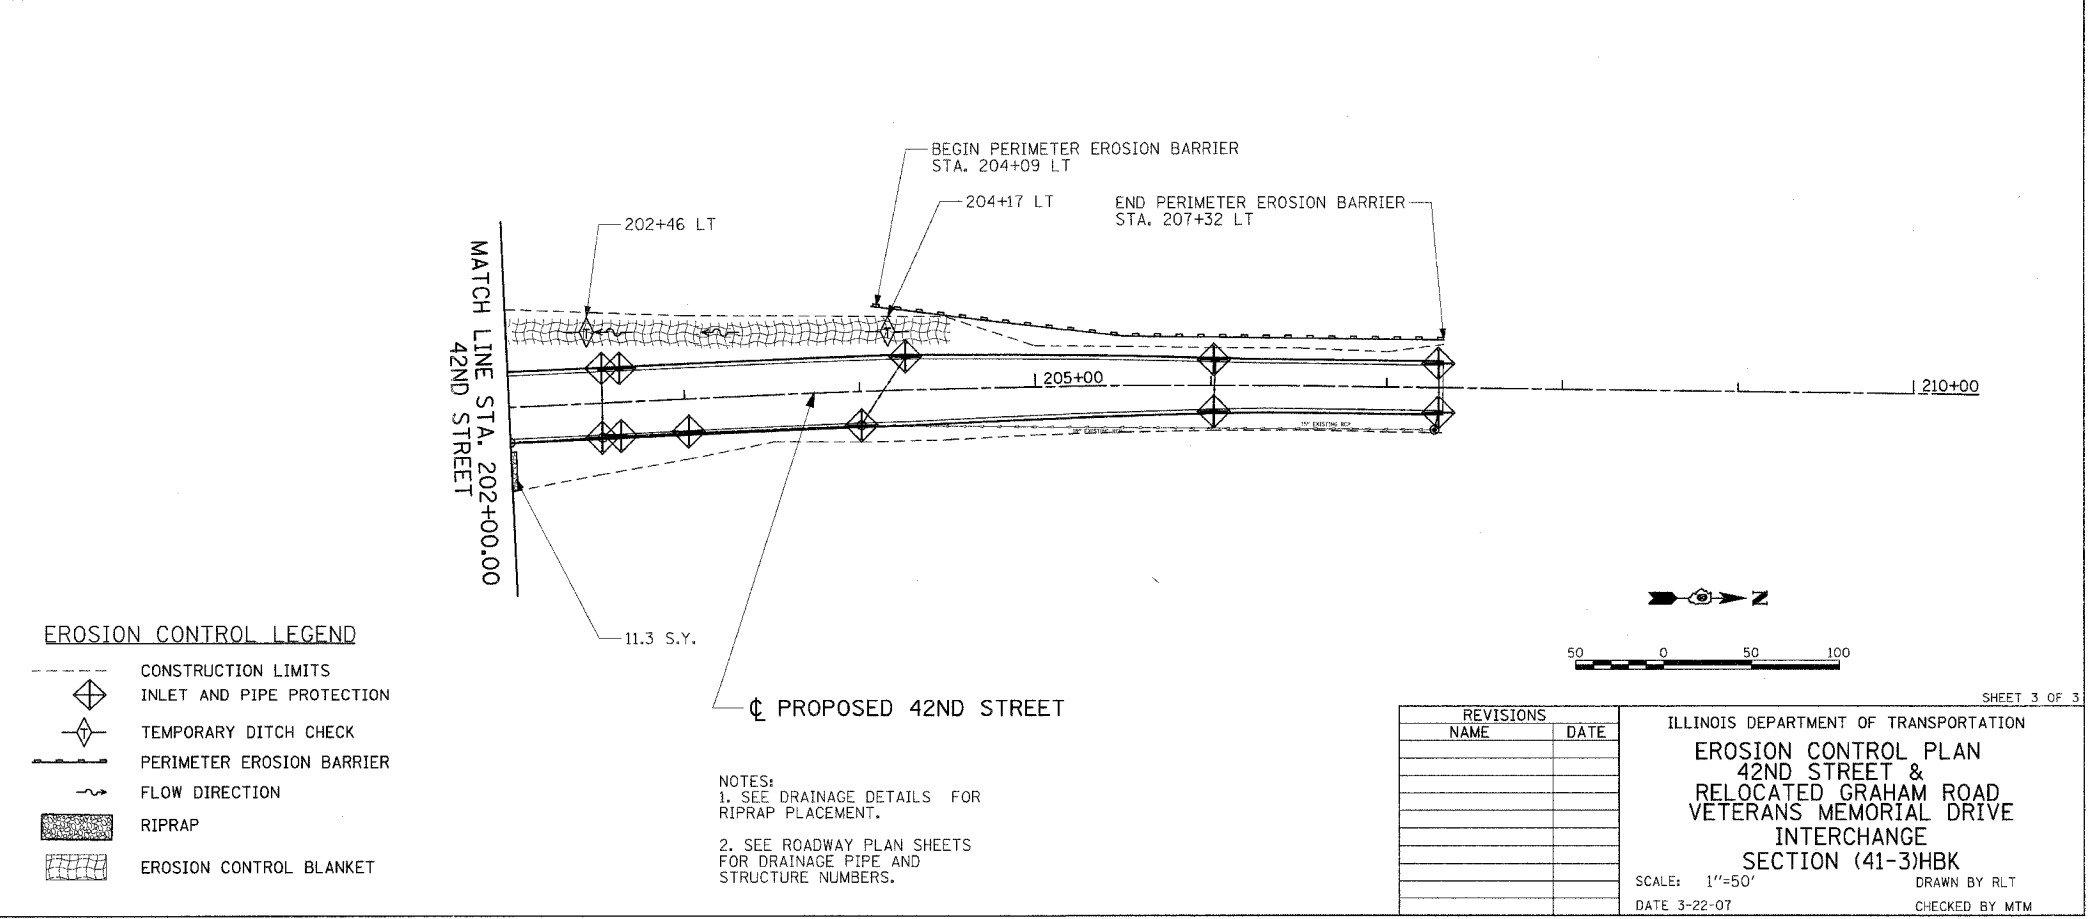 BEGIN PERIMETER EROSION BARRIER
STA. 204+09 LT
204+17 LT
END PERIMETER EROSION BARRIER
STA. 207+32 LT
202+46 LT
MATCH LINE STA. 202+00.00
42ND STREET
205+00
210+00
15" EXISTING RCP
11.3 S.Y.
℄ PROPOSED 42ND STREET
N
50 0 50 100
EROSION CONTROL LEGEND
CONSTRUCTION LIMITS
INLET AND PIPE PROTECTION
T
TEMPORARY DITCH CHECK
PERIMETER EROSION BARRIER
FLOW DIRECTION
RIPRAP
EROSION CONTROL BLANKET
NOTES:
1. SEE DRAINAGE DETAILS FOR
RIPRAP PLACEMENT.
2. SEE ROADWAY PLAN SHEETS
FOR DRAINAGE PIPE AND
STRUCTURE NUMBERS.
SHEET 3 OF 3
REVISIONS
NAME DATE
ILLINOIS DEPARTMENT OF TRANSPORTATION
EROSION CONTROL PLAN
42ND STREET &
RELOCATED GRAHAM ROAD
VETERANS MEMORIAL DRIVE
INTERCHANGE
SECTION (41-3)HBK
SCALE: 1"=50' DRAWN BY RLT
DATE 3-22-07 CHECKED BY MTM